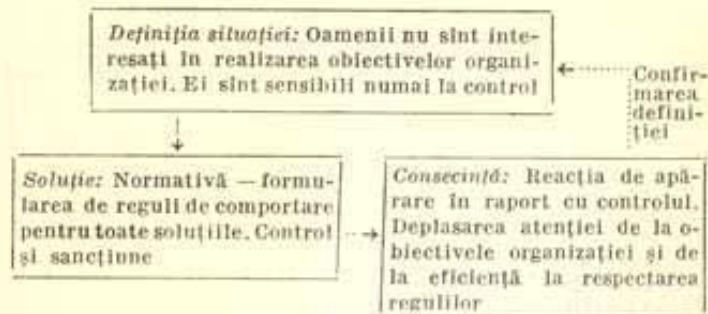 Definiția situației: Oamenii nu sînt inte-
resați în realizarea obiectivelor organi-
zației. Ei sînt sensibili numai la control
Confir-
marea
defini-
ției
Soluție: Normativă — formu-
larea de reguli de comportare
pentru toate soluțiile. Control
și sancțiune
Consecință: Reacția de apă-
rare în raport cu controlul.
Deplasarea atenției de la o-
biectivele organizației și de
la eficiență la respectarea
regulilor